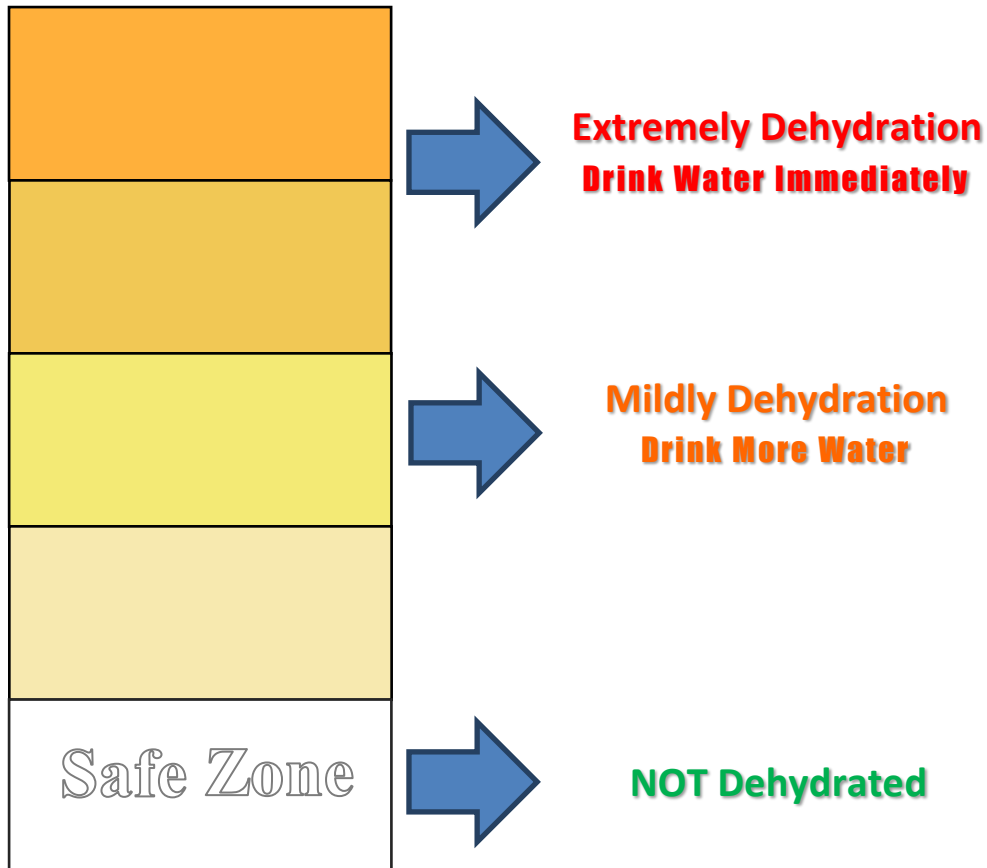 Extremely Dehydration
Drink Water Immediately
Mildly Dehydration
Drink More Water
Safe Zone
NOT Dehydrated